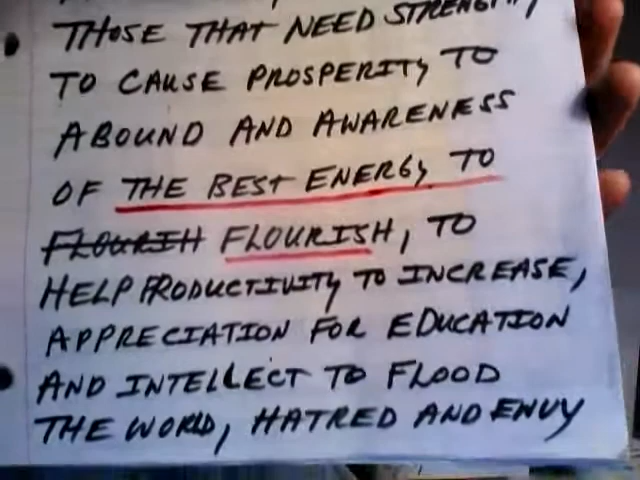 THOSE THAT NEED STRENGTH
TO CAUSE PROSPERITY TO
ABOUND AND AWARENESS
OF THE BEST ENERGY TO
FLOURIH FLOURISH, TO
HELP PRODUCTIVITY TO INCREASE,
APPRECIATION FOR EDUCATION
AND INTELLECT TO FLOOD
THE WORLD, HATRED AND ENVY